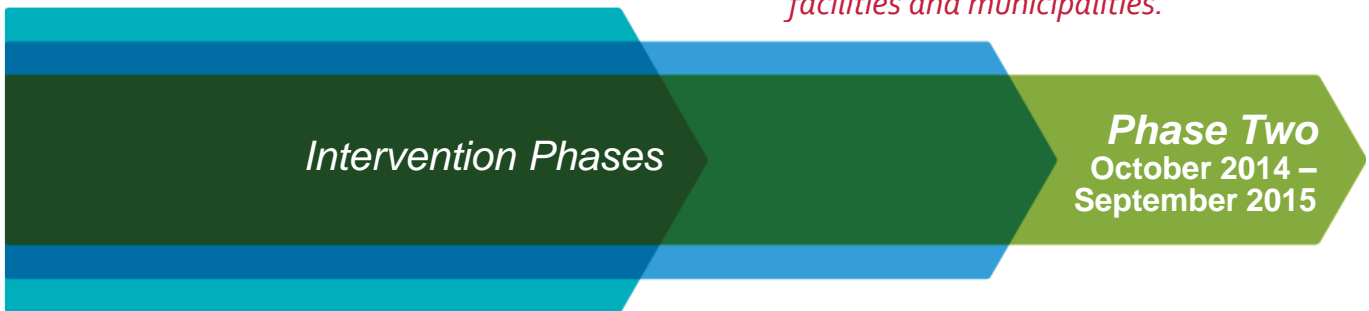 facilities and municipalities.
Intervention Phases
Phase Two
October 2014 –
September 2015